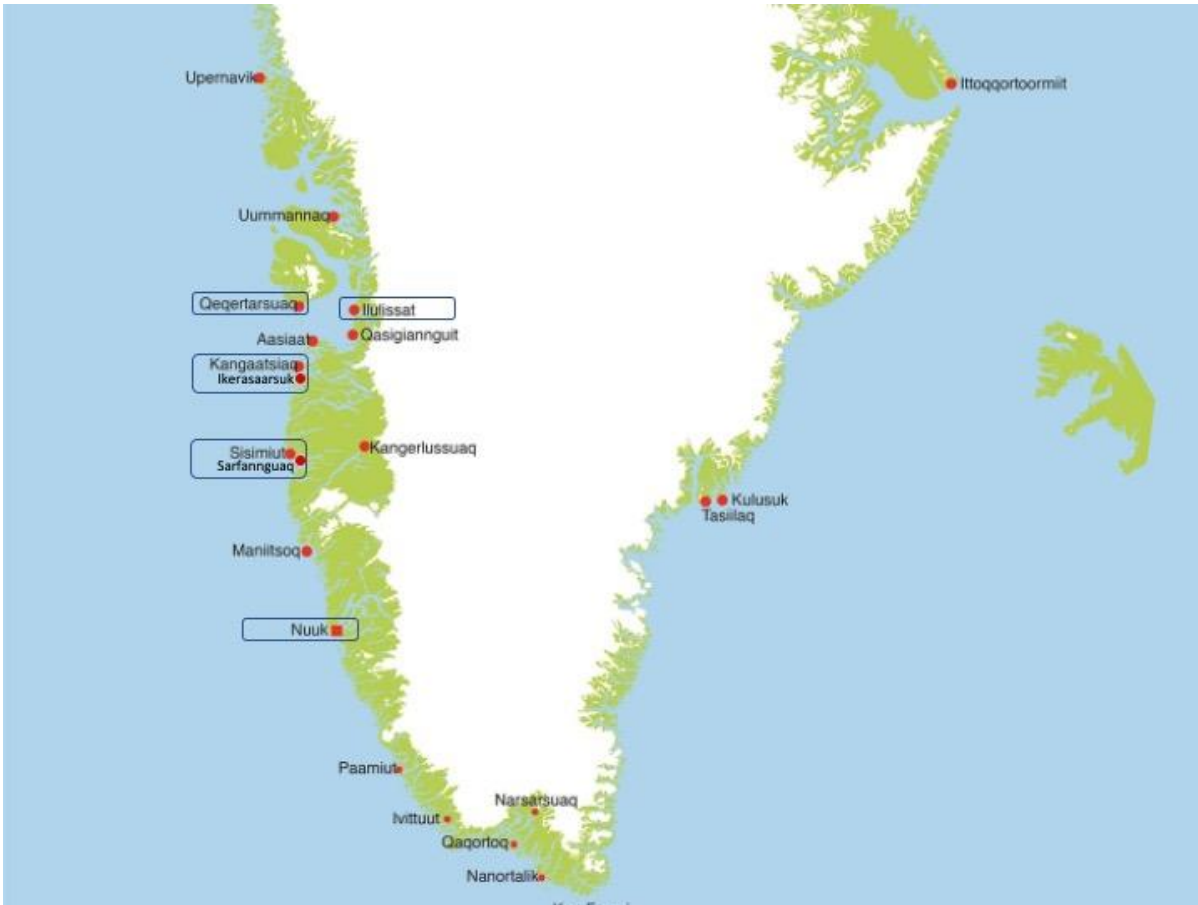 Upernavik
Ittoqqortoormiit
Uummannaq
Qeqertarsuaq
Ilulissat
Aasiaat
Qasigiannguit
Kangaatsiaq
Ikerasaarsuk
Sisimiut
Kangerlussuaq
Sarfannguaq
Kulusuk
Tasiilaq
Maniitsoq
Nuuk
Paamiut
Narsarsuaq
Ivittuut
Qaqortoq
Nanortalik